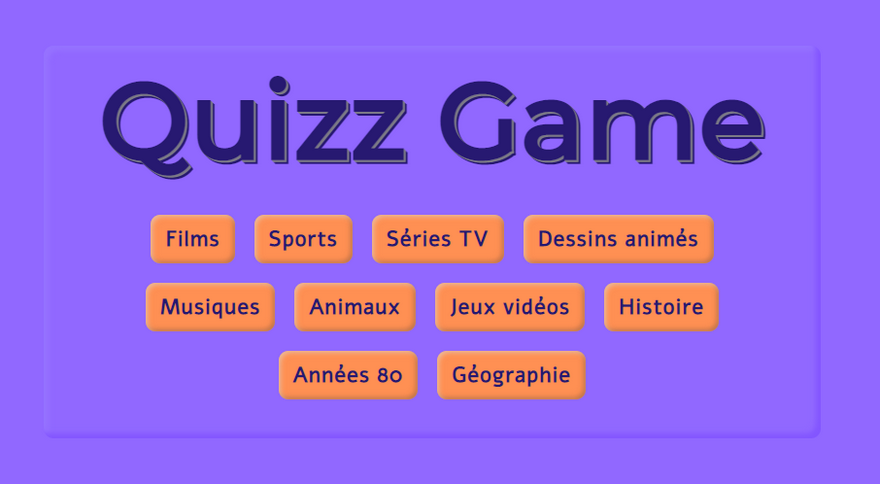 Quizz Game
Films Sports Séries TV Dessins animés
Musiques Animaux Jeux vidéos Histoire
Années 80 Géographie